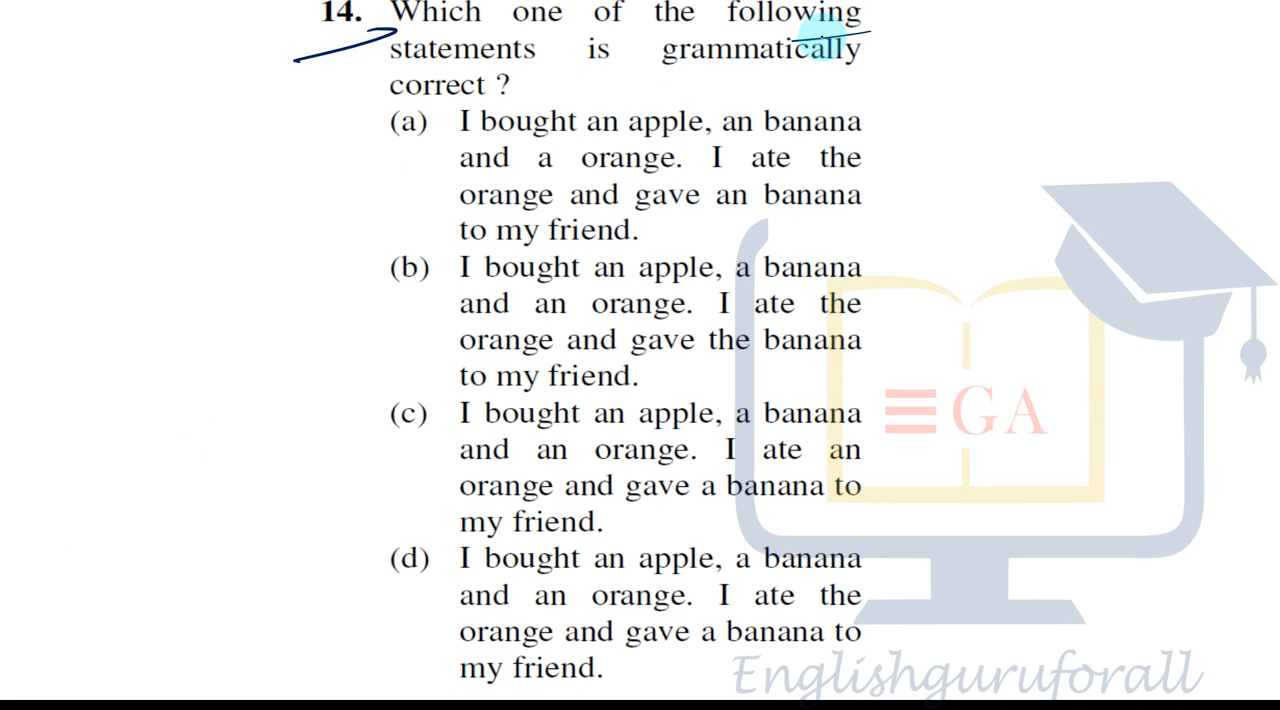 14. Which one of the following
statements is grammatically
correct ?
(a) I bought an apple, an banana
and a orange. I ate the
orange and gave an banana
to my friend.
(b) I bought an apple, a banana
and an orange. I ate the
orange and gave the banana
to my friend.
(c) I bought an apple, a banana
and an orange. I ate an
orange and gave a banana to
my friend.
(d) I bought an apple, a banana
and an orange. I ate the
orange and gave a banana to
my friend.
GA
Englishguruforall